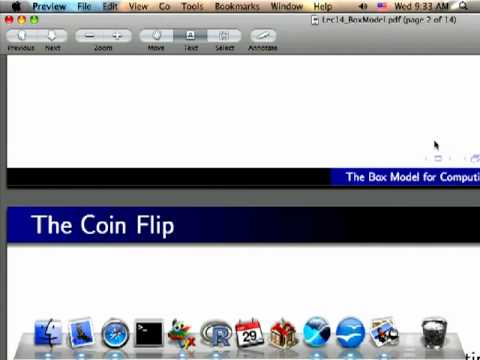 Preview File Edit View Go Tools Bookmarks Window Help Wed 9:33 AM
Lec14_BoxModel.pdf (page 2 of 14)
Previous Next Zoom Move Text Select Annotate
The Box Model for Computi
The Coin Flip
29